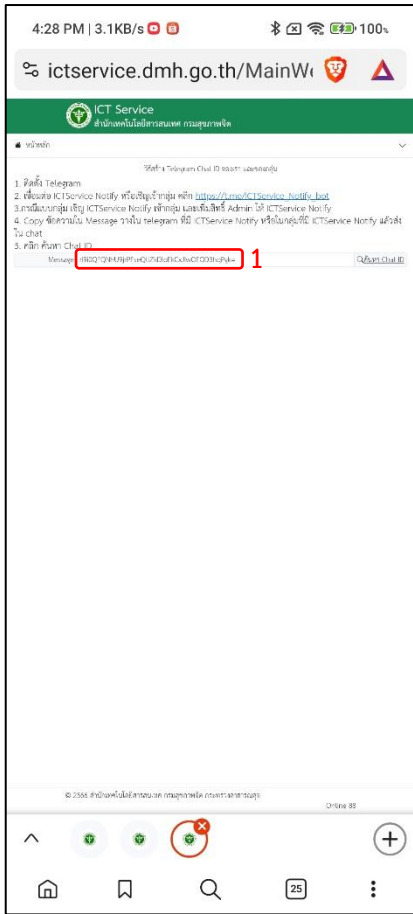 4:28 PM | 3.1KB/s
100%
ictservice.dmh.go.th/MainWe
ICT Service
สำนักเทคโนโลยีสารสนเทศ กรมสุขภาพจิต
หน้าหลัก
วิธีสร้าง Telegram Chat ID ของเรา และของกลุ่ม
1. ติดตั้ง Telegram
2. เชื่อมต่อ ICTService Notify หรือเชิญเข้ากลุ่ม คลิก https://t.me/ICTService_Notify_bot
3.กรณีแบบกลุ่ม เชิญ ICTService Notify เข้ากลุ่ม และเพิ่มสิทธิ์ Admin ให้ ICTService Notify
4. Copy ข้อความใน Message วางใน telegram ที่มี ICTService Notify หรือในกลุ่มที่มี ICTService Notify แล้วส่ง
ใน chat
5. คลิก ค้นหา Chat ID
Message
1
ค้นหา Chat ID
© 2566 สำนักเทคโนโลยีสารสนเทศ กรมสุขภาพจิต กระทรวงสาธารณสุข
Online 88
25